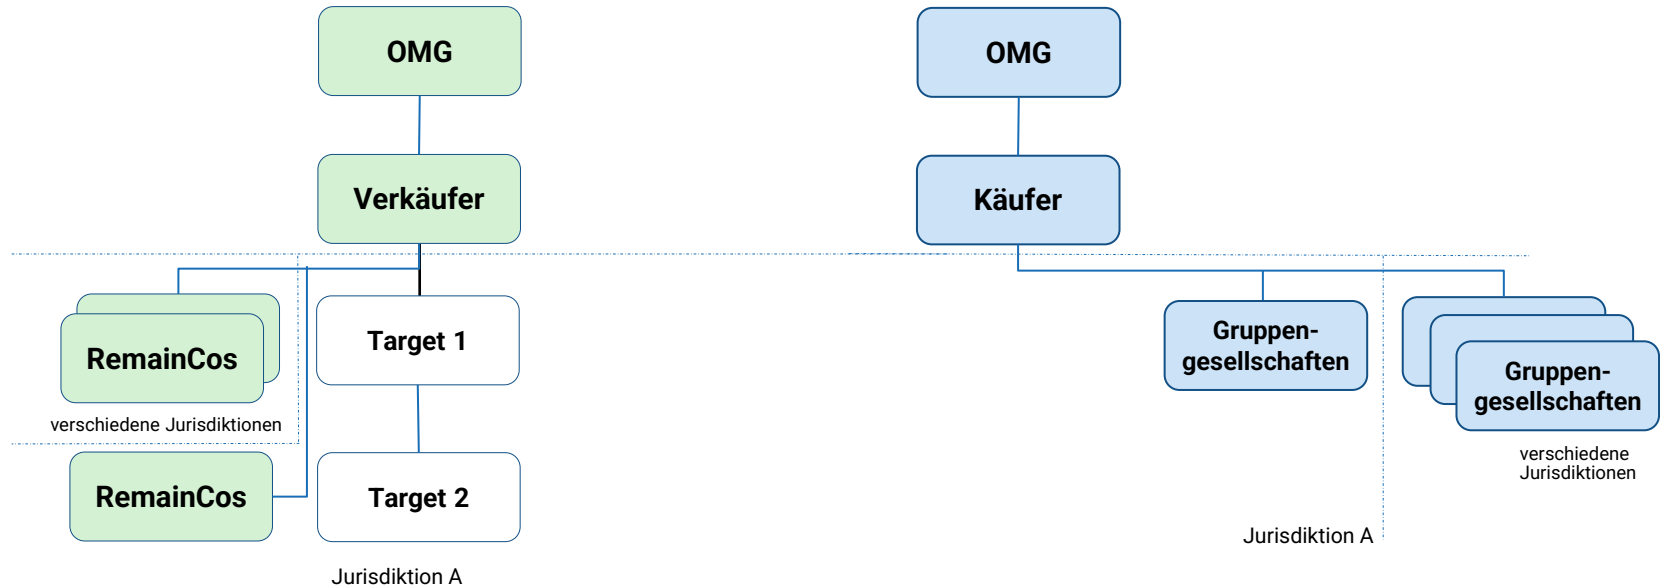 OMG
OMG
Verkäufer
Käufer
RemainCos
verschiedene Jurisdiktionen
Target 1
Gruppen-
gesellschaften
Gruppen-
gesellschaften
verschiedene
Jurisdiktionen
RemainCos
Target 2
Jurisdiktion A
Jurisdiktion A